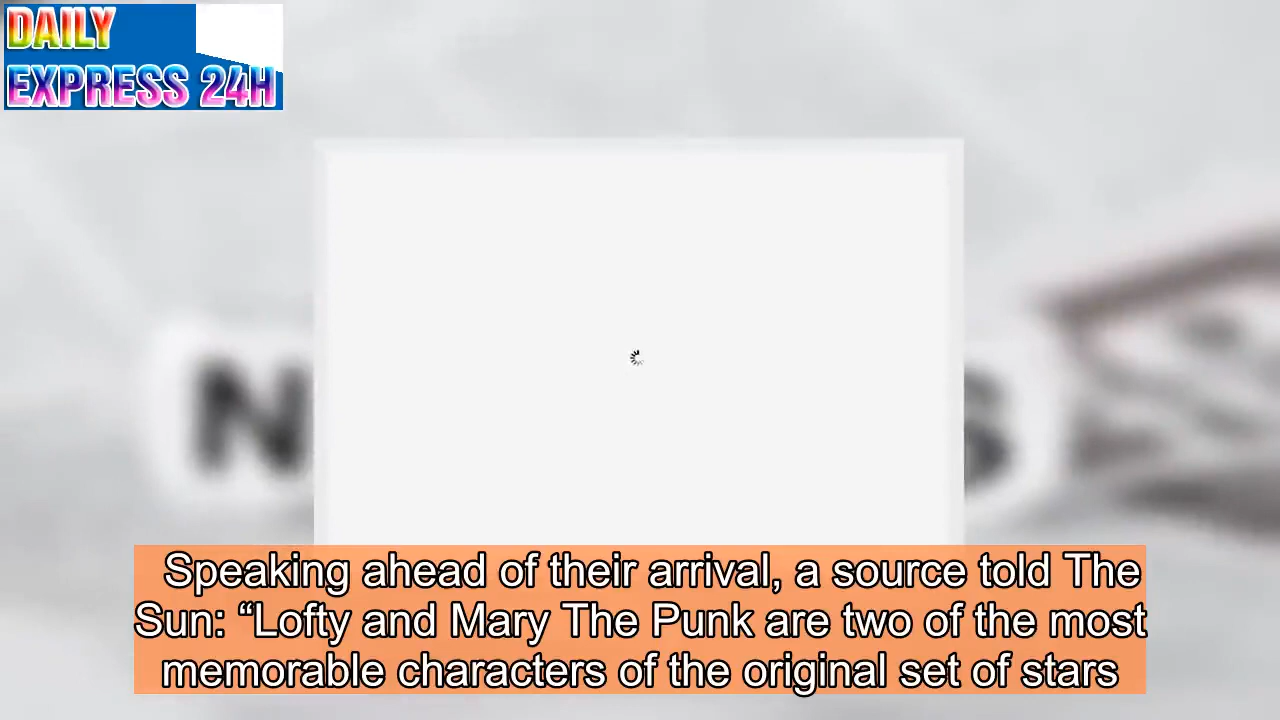 DAILY
EXPRESS 24H
N
S
Speaking ahead of their arrival, a source told The
Sun: “Lofty and Mary The Punk are two of the most
memorable characters of the original set of stars